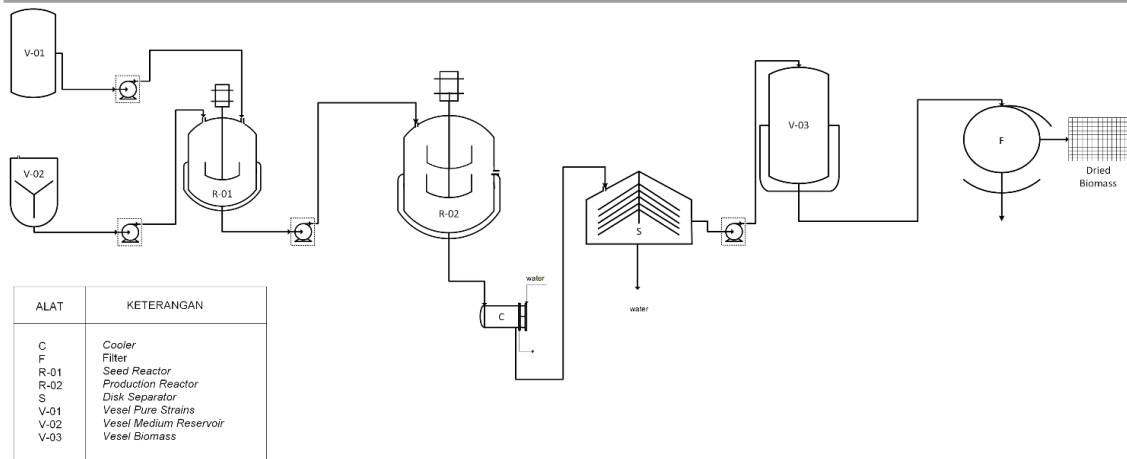 V-01
V-02
R-01
R-02
C
water
S
water
V-03
F
Dried
Biomass
ALAT KETERANGAN
C Cooler
F Filter
R-01 Seed Reactor
R-02 Production Reactor
S Disk Separator
V-01 Vesel Pure Strains
V-02 Vesel Medium Reservoir
V-03 Vesel Biomass